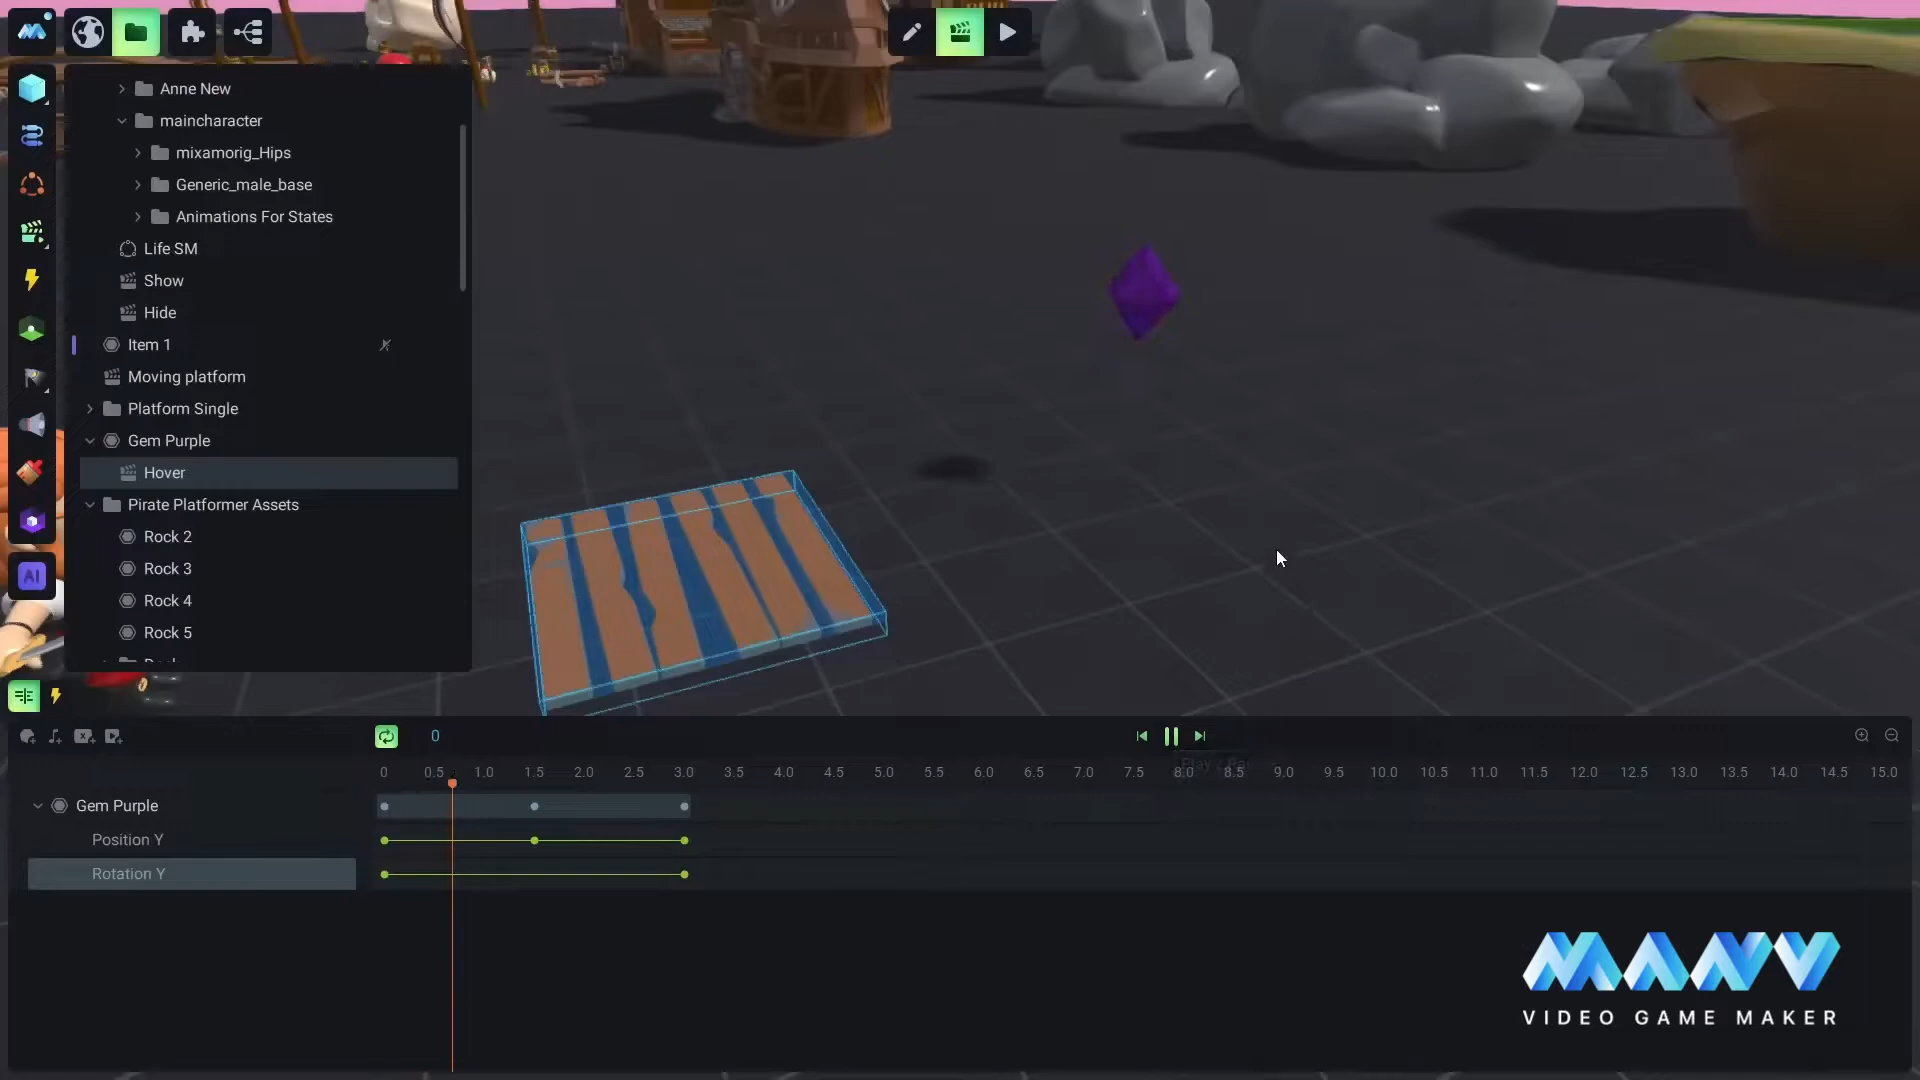 Anne New
maincharacter
mixamorig_Hips
Generic_male_base
Animations For States
Life SM
Show
Hide
Item 1
Moving platform
Platform Single
Gem Purple
Hover
Pirate Platformer Assets
Rock 2
Rock 3
Rock 4
Rock 5
AI
0
0 0.5 1.0 1.5 2.0 2.5 3.0 3.5 4.0 4.5 5.0 5.5 6.0 6.5 7.0 7.5 8.0 8.5 9.0 9.5 10.0 10.5 11.0 11.5 12.0 12.5 13.0 13.5 14.0 14.5 15.0
Gem Purple
Position Y
Rotation Y
MANU
VIDEO GAME MAKER